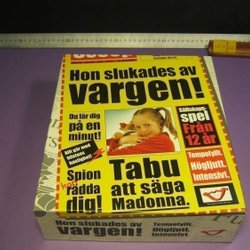 Hon slukades av
vargen!
Du lär dig
på en
minut!
Sällskaps-
spel
Från
12 år
Tempofyllt.
Högljutt.
Intensivt.
Spion
rädda
dig!
Tabu
att säga
Madonna.
Hon slukades av
vargen!
Tempofyllt.
Högljutt.
Intensivt.